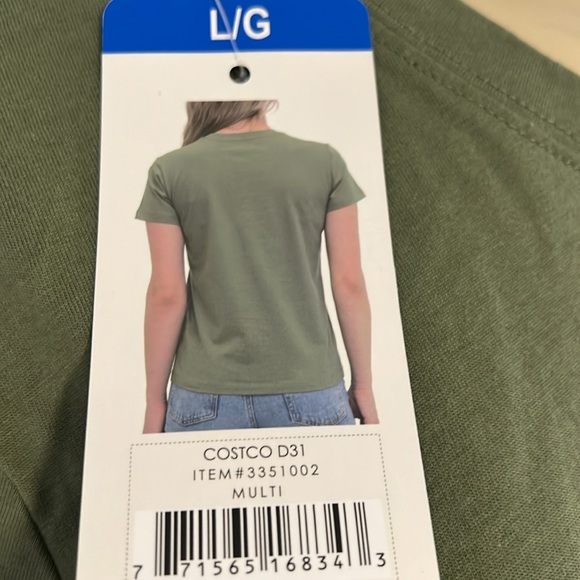 L/G
COSTCO D31
ITEM#3351002
MULTI
7 71565 16834 3